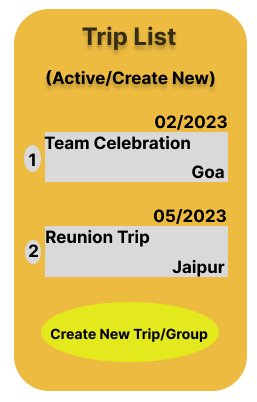 Trip List
(Active/Create New)
02/2023
1
Team Celebration
Goa
05/2023
2
Reunion Trip
Jaipur
Create New Trip/Group